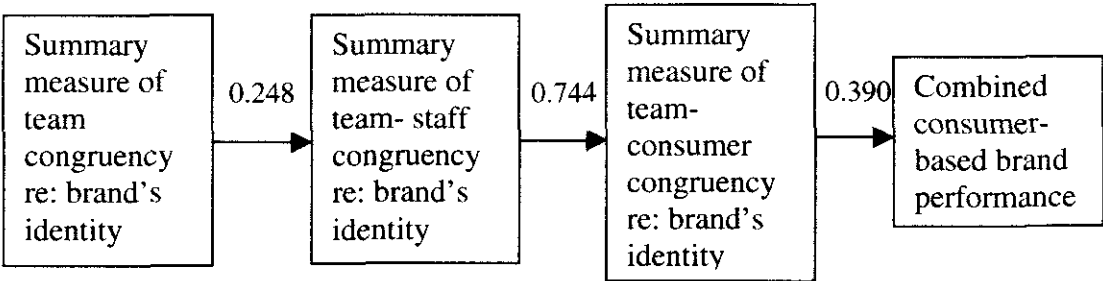 Summary
measure of
team
congruency
re: brand's
identity
0.248
Summary
measure of
team- staff
congruency
re: brand's
identity
0.744
Summary
measure of
team-
consumer
congruency
re: brand's
identity
0.390
Combined
consumer-
based brand
performance